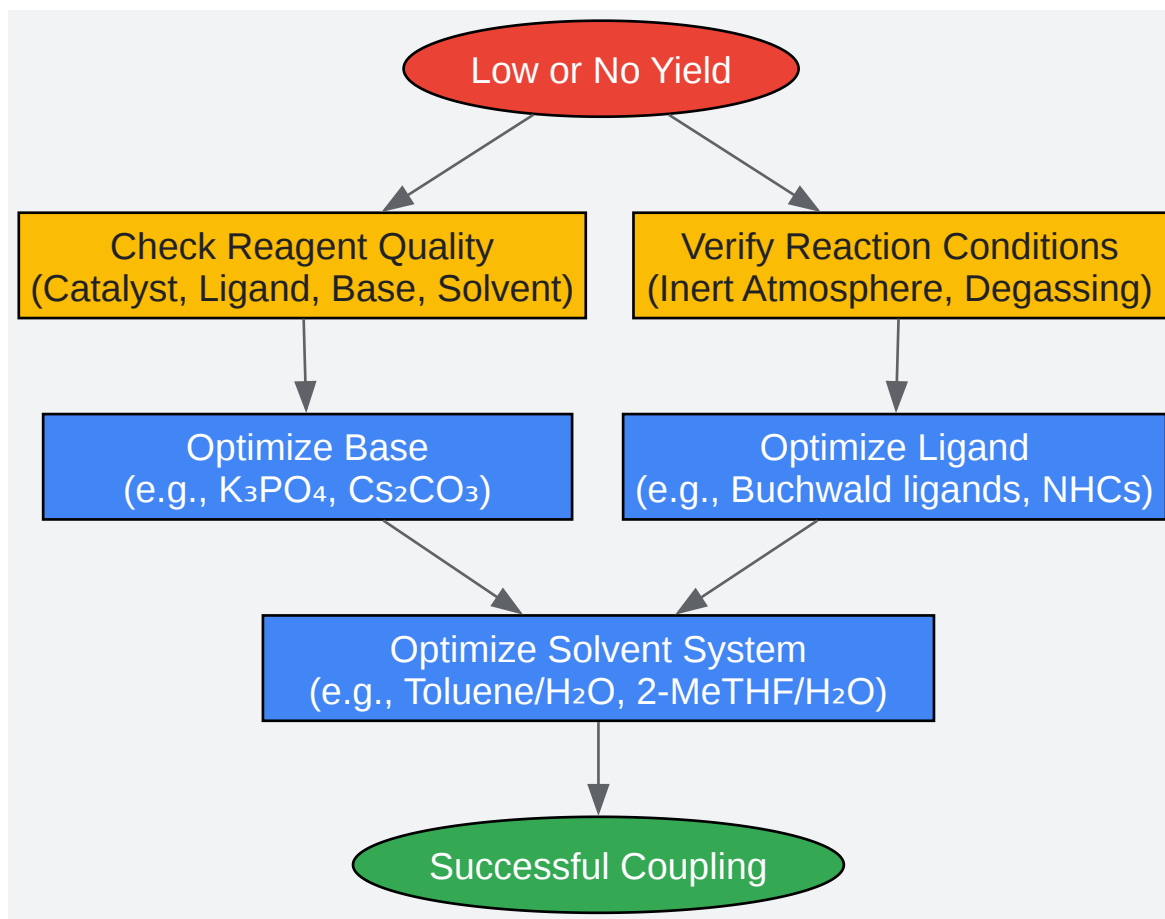 Low or No Yield
Check Reagent Quality
(Catalyst, Ligand, Base, Solvent)
Verify Reaction Conditions
(Inert Atmosphere, Degassing)
Optimize Base
(e.g., K₃PO₄, Cs₂CO₃)
Optimize Ligand
(e.g., Buchwald ligands, NHCs)
Optimize Solvent System
(e.g., Toluene/H₂O, 2-MeTHF/H₂O)
Successful Coupling